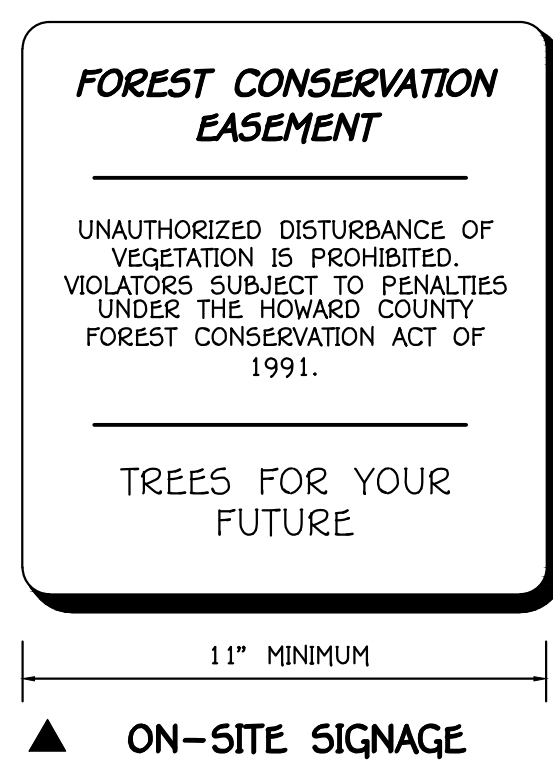 FOREST CONSERVATION
EASEMENT
UNAUTHORIZED DISTURBANCE OF
VEGETATION IS PROHIBITED.
VIOLATORS SUBJECT TO PENALTIES
UNDER THE HOWARD COUNTY
FOREST CONSERVATION ACT OF
1991.
TREES FOR YOUR
FUTURE
11” MINIMUM
ON-SITE SIGNAGE